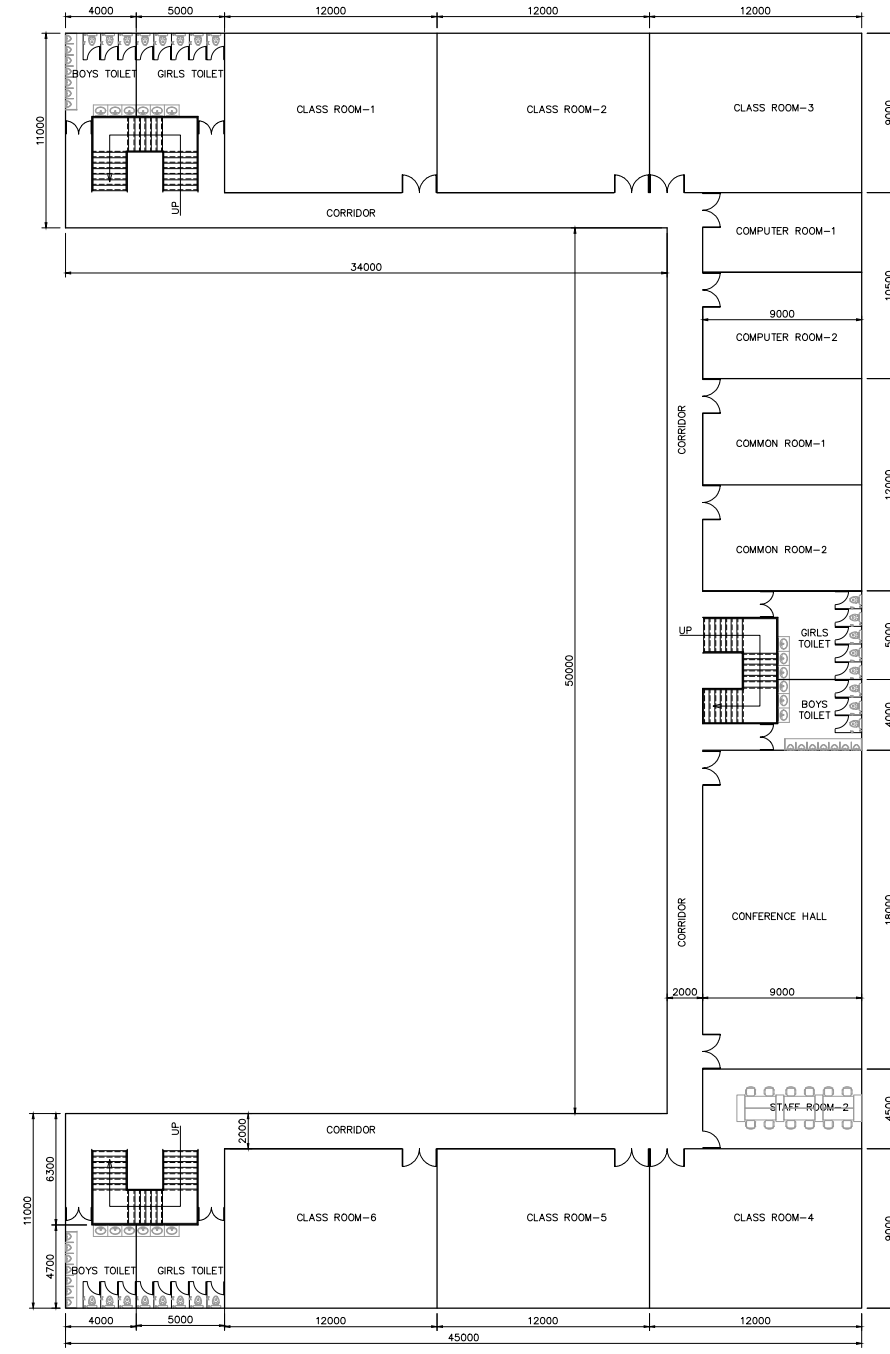 4000 5000 12000 12000 12000
BOYS TOILET GIRLS TOILET
CLASS ROOM-1 CLASS ROOM-2 CLASS ROOM-3
9000
11000
UP
CORRIDOR
COMPUTER ROOM-1
34000
10500
9000
COMPUTER ROOM-2
CORRIDOR
COMMON ROOM-1
12000
COMMON ROOM-2
UP
GIRLS
TOILET
5000
50000
BOYS
TOILET
4000
CONFERENCE HALL
18000
CORRIDOR
2000 9000
STAFF ROOM-2
4500
UP
2000
CORRIDOR
6300
11000
CLASS ROOM-6 CLASS ROOM-5 CLASS ROOM-4
9000
4700
BOYS TOILET GIRLS TOILET
4000 5000 12000 12000 12000
45000